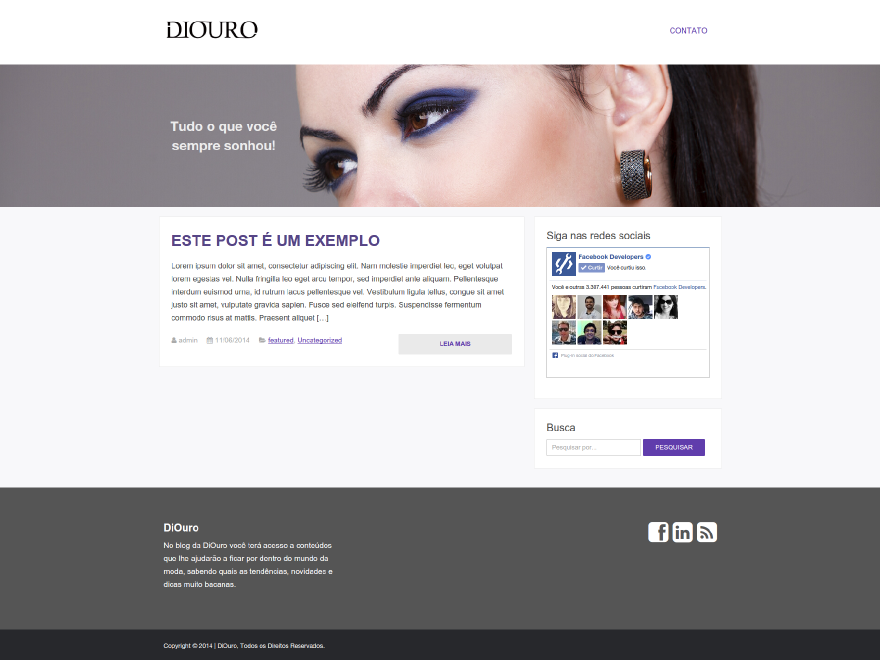 DIOURO
CONTATO
Tudo o que você
sempre sonhou!
ESTE POST É UM EXEMPLO
Lorem ipsum dolor sit amet, consectetur adipiscing elit. Nam molestie imperdiet leo, eget volutpat
lorem egestas vel. Nulla fringilla leo eget arcu tempor, sed imperdiet ante aliquam. Pellentesque
interdum euismod urna, id rutrum lacus pellentesque vel. Vestibulum ligula tellus, congue sit amet
justo sit amet, vulputate gravida sapien. Fusce sed eleifend turpis. Suspendisse fermentum
commodo risus at mattis. Praesent aliquet [...]
admin 11/06/2014 featured, Uncategorized
LEIA MAIS
Siga nas redes sociais
Facebook Developers
Curtir Você curtiu isso.
Você e outras 3.397.441 pessoas curtiram Facebook Developers.
Plug-in social do Facebook
Busca
Pesquisar por...
PESQUISAR
DiOuro
No blog da DiOuro você terá acesso a conteúdos
que lhe ajudarão a ficar por dentro do mundo da
moda, sabendo quais as tendências, novidades e
dicas muito bacanas.
Copyright © 2014 | DiOuro, Todos os Direitos Reservados.